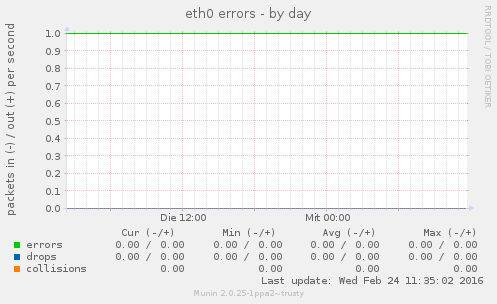 eth0 errors - by day
RRDTOOL / TOBI OETIKER
packets in (-) / out (+) per second
1.0
0.9
0.8
0.7
0.6
0.5
0.4
0.3
0.2
0.1
0.0
Die 12:00 Mit 00:00
Cur (-/+) Min (-/+) Avg (-/+) Max (-/+)
errors 0.00 / 0.00 0.00 / 0.00 0.00 / 0.00 0.00 / 0.00
drops 0.00 / 0.00 0.00 / 0.00 0.00 / 0.00 0.00 / 0.00
collisions 0.00 0.00 0.00 0.00
Last update: Wed Feb 24 11:35:02 2016
Munin 2.0.25-1ppa2~trusty